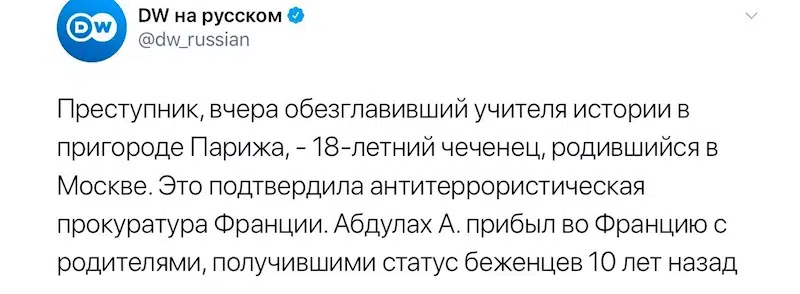 DW
DW на русском
@dw_russian
Преступник, вчера обезглавивший учителя истории в
пригороде Парижа, - 18-летний чеченец, родившийся в
Москве. Это подтвердила антитеррористическая
прокуратура Франции. Абдулах А. прибыл во Францию с
родителями, получившими статус беженцев 10 лет назад